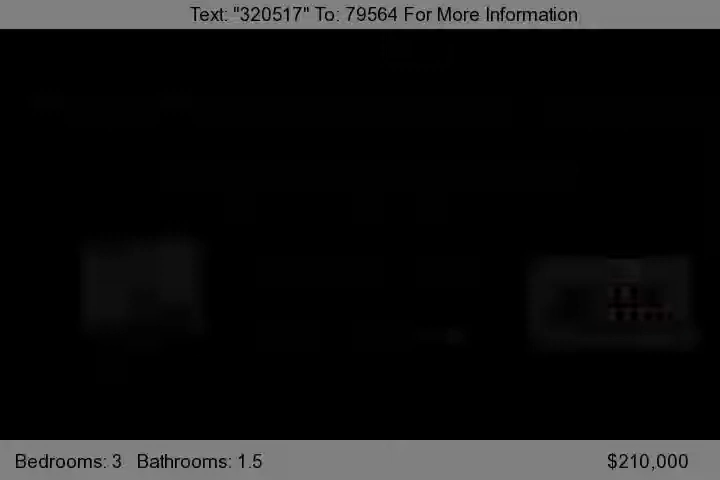 Text: "320517" To: 79564 For More Information
Bedrooms: 3 Bathrooms: 1.5 $210,000